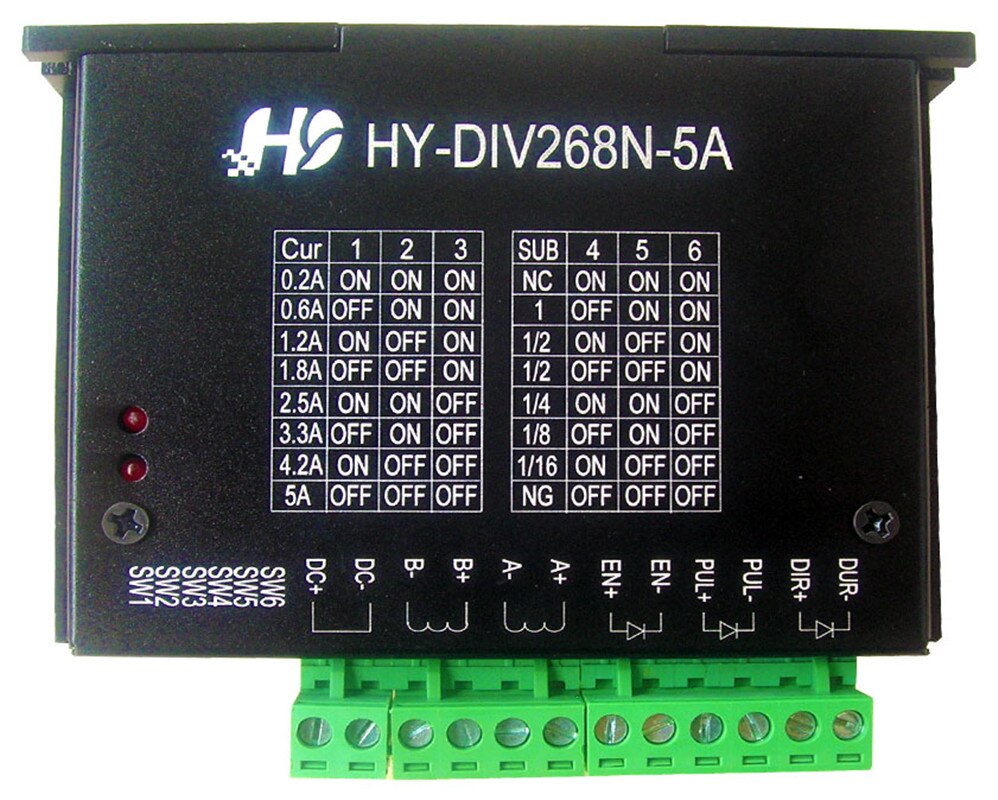 HY HY-DIV268N-5A
Cur 1 2 3
0.2A ON ON ON
0.6A OFF ON ON
1.2A ON OFF ON
1.8A OFF OFF ON
2.5A ON ON OFF
3.3A OFF ON OFF
4.2A ON OFF OFF
5A OFF OFF OFF
SUB 4 5 6
NC ON ON ON
1 OFF ON ON
1/2 ON OFF ON
1/2 OFF OFF ON
1/4 ON ON OFF
1/8 OFF ON OFF
1/16 ON OFF OFF
NG OFF OFF OFF
SW1
SW2
SW3
SW4
SW5
SW6
DC+
DC-
B-
B+
A-
A+
EN+
EN-
PUL+
PUL-
DIR+
DUR-